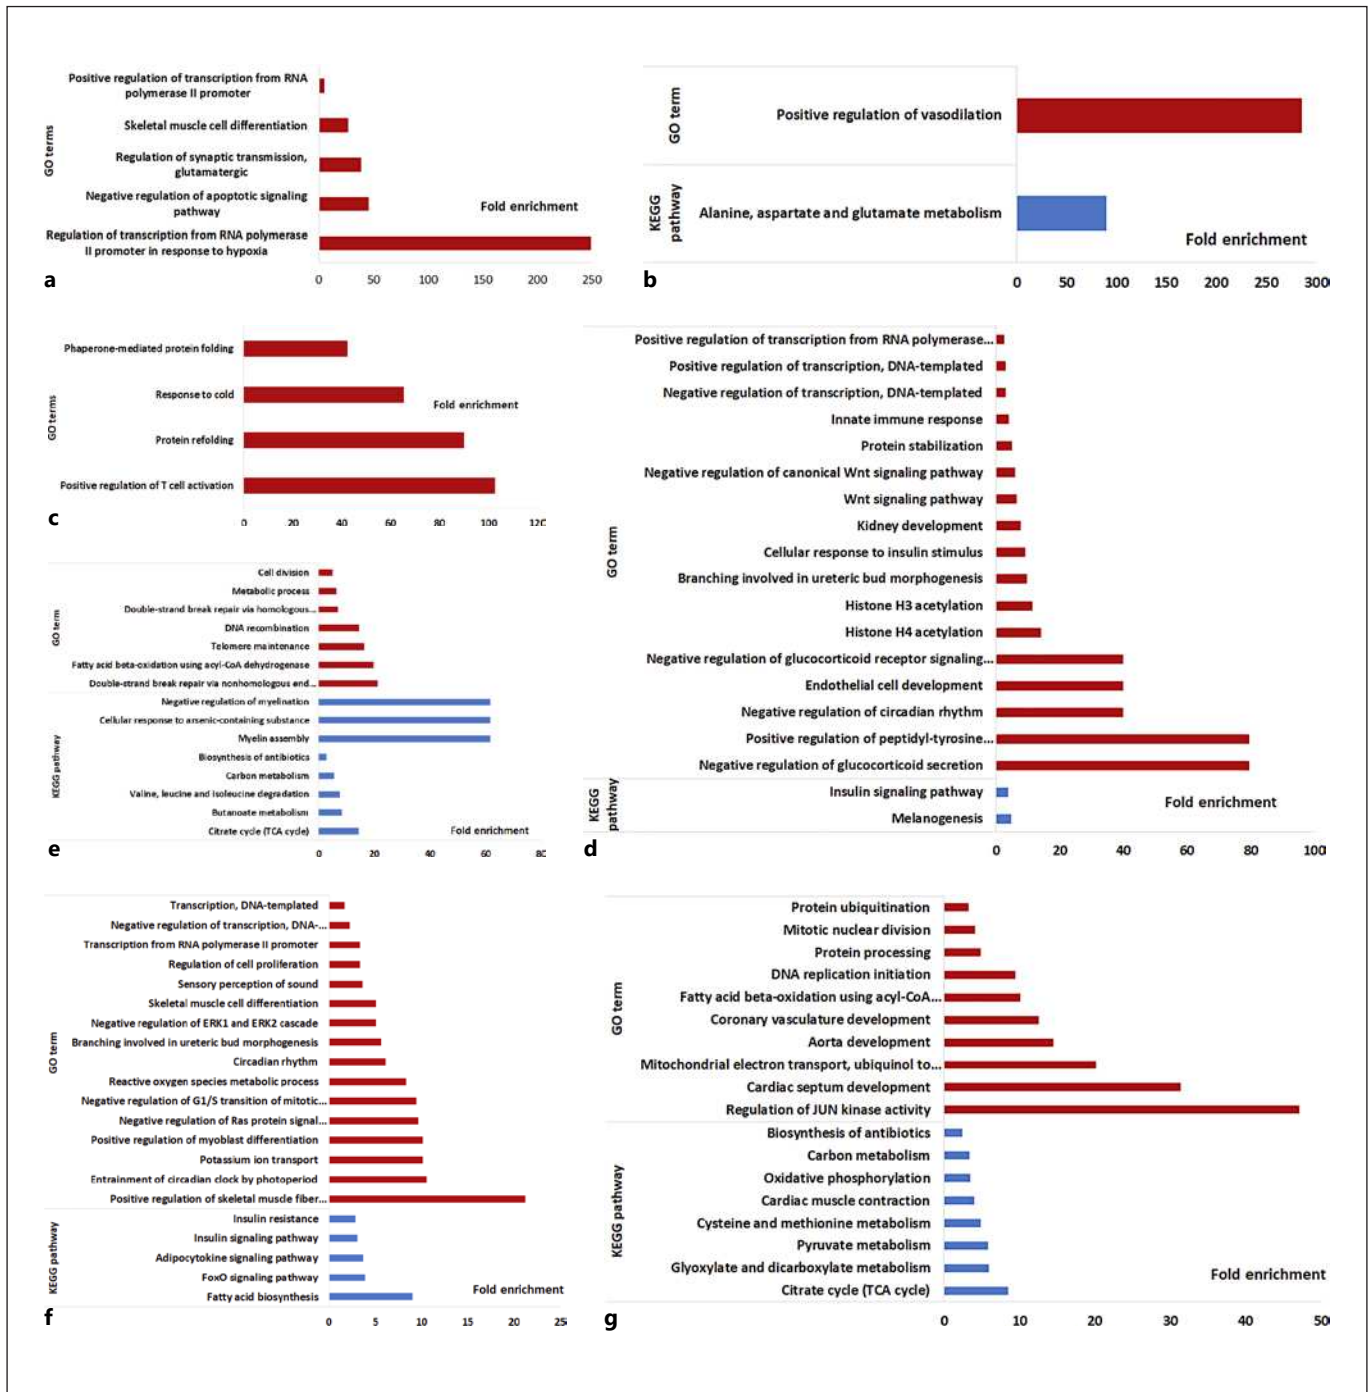 Positive regulation of transcription from RNA
polymerase II promoter
Skeletal muscle cell differentiation
Regulation of synaptic transmission,
glutamatergic
Negative regulation of apoptotic signaling
pathway
Regulation of transcription from RNA polymerase
II promoter in response to hypoxia
GO terms
Fold enrichment
0 50 100 150 200 250
a
GO term
Positive regulation of vasodilation
KEGG
pathway
Alanine, aspartate and glutamate metabolism
Fold enrichment
0 50 100 150 200 250 300
b
Phaperone-mediated protein folding
Response to cold
Protein refolding
Positive regulation of T cell activation
GO terms
Fold enrichment
0 20 40 60 80 100 120
c
Positive regulation of transcription from RNA polymerase...
Positive regulation of transcription, DNA-templated
Negative regulation of transcription, DNA-templated
Innate immune response
Protein stabilization
Negative regulation of canonical Wnt signaling pathway
Wnt signaling pathway
Kidney development
Cellular response to insulin stimulus
Branching involved in ureteric bud morphogenesis
Histone H3 acetylation
Histone H4 acetylation
Negative regulation of glucocorticoid receptor signaling...
Endothelial cell development
Negative regulation of circadian rhythm
Positive regulation of peptidyl-tyrosine...
Negative regulation of glucocorticoid secretion
GO term
Insulin signaling pathway
Melanogenesis
KEGG
pathway
Fold enrichment
0 20 40 60 80 100
d
Cell division
Metabolic process
Double-strand break repair via homologous...
DNA recombination
Telomere maintenance
Fatty acid beta-oxidation using acyl-CoA dehydrogenase
Double-strand break repair via nonhomologous end...
GO term
Negative regulation of myelination
Cellular response to arsenic-containing substance
Myelin assembly
Biosynthesis of antibiotics
Carbon metabolism
Valine, leucine and isoleucine degradation
Butanoate metabolism
Citrate cycle (TCA cycle)
KEGG pathway
Fold enrichment
0 20 40 60 80
e
Transcription, DNA-templated
Negative regulation of transcription, DNA-...
Transcription from RNA polymerase II promoter
Regulation of cell proliferation
Sensory perception of sound
Skeletal muscle cell differentiation
Negative regulation of ERK1 and ERK2 cascade
Branching involved in ureteric bud morphogenesis
Circadian rhythm
Reactive oxygen species metabolic process
Negative regulation of G1/S transition of mitotic...
Negative regulation of Ras protein signal...
Positive regulation of myoblast differentiation
Potassium ion transport
Entrainment of circadian clock by photoperiod
Positive regulation of skeletal muscle fiber...
GO term
Insulin resistance
Insulin signaling pathway
Adipocytokine signaling pathway
FoxO signaling pathway
Fatty acid biosynthesis
KEGG pathway
Fold enrichment
0 5 10 15 20 25
f
Protein ubiquitination
Mitotic nuclear division
Protein processing
DNA replication initiation
Fatty acid beta-oxidation using acyl-CoA...
Coronary vasculature development
Aorta development
Mitochondrial electron transport, ubiquinol to...
Cardiac septum development
Regulation of JUN kinase activity
GO term
Biosynthesis of antibiotics
Carbon metabolism
Oxidative phosphorylation
Cardiac muscle contraction
Cysteine and methionine metabolism
Pyruvate metabolism
Glyoxylate and dicarboxylate metabolism
Citrate cycle (TCA cycle)
KEGG pathway
Fold enrichment
0 10 20 30 40 50
g